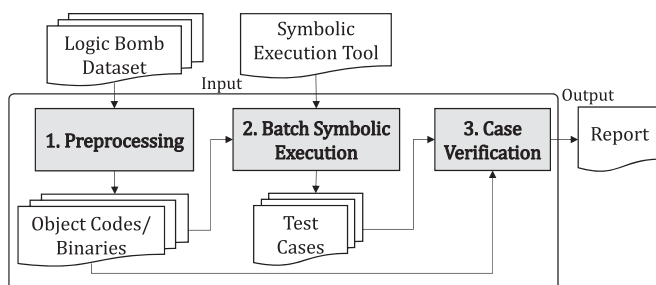 Logic Bomb
Dataset
Symbolic
Execution Tool
Input
Output
1. Preprocessing
2. Batch Symbolic
Execution
3. Case
Verification
Report
Object Codes/
Binaries
Test
Cases